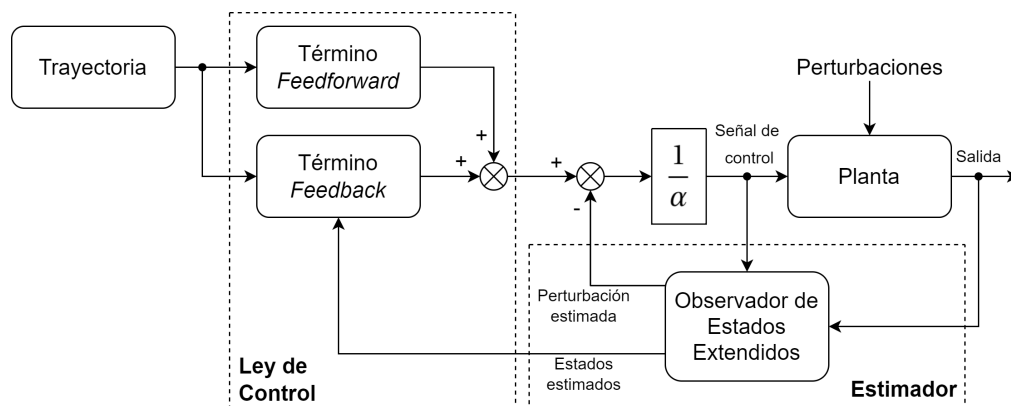 Trayectoria
Término
Feedforward
Término
Feedback
+
+
+
-
1
α
Señal de
control
Perturbaciones
Planta
Salida
Perturbación
estimada
Observador de
Estados
Extendidos
Estados
estimados
Ley de
Control
Estimador